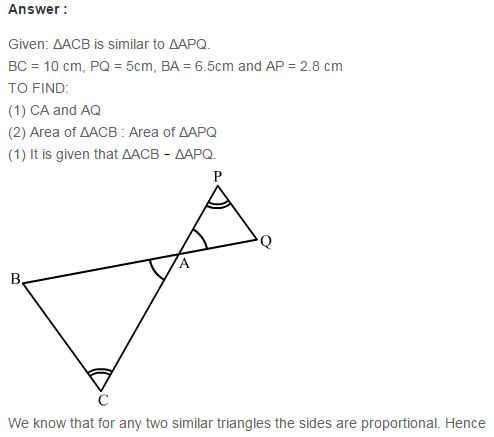 Answer :
Given: ΔACB is similar to ΔAPQ.
BC = 10 cm, PQ = 5cm, BA = 6.5cm and AP = 2.8 cm
TO FIND:
(1) CA and AQ
(2) Area of ΔACB : Area of ΔAPQ
(1) It is given that ΔACB - ΔAPQ.
P
Q
A
B
C
We know that for any two similar triangles the sides are proportional. Hence